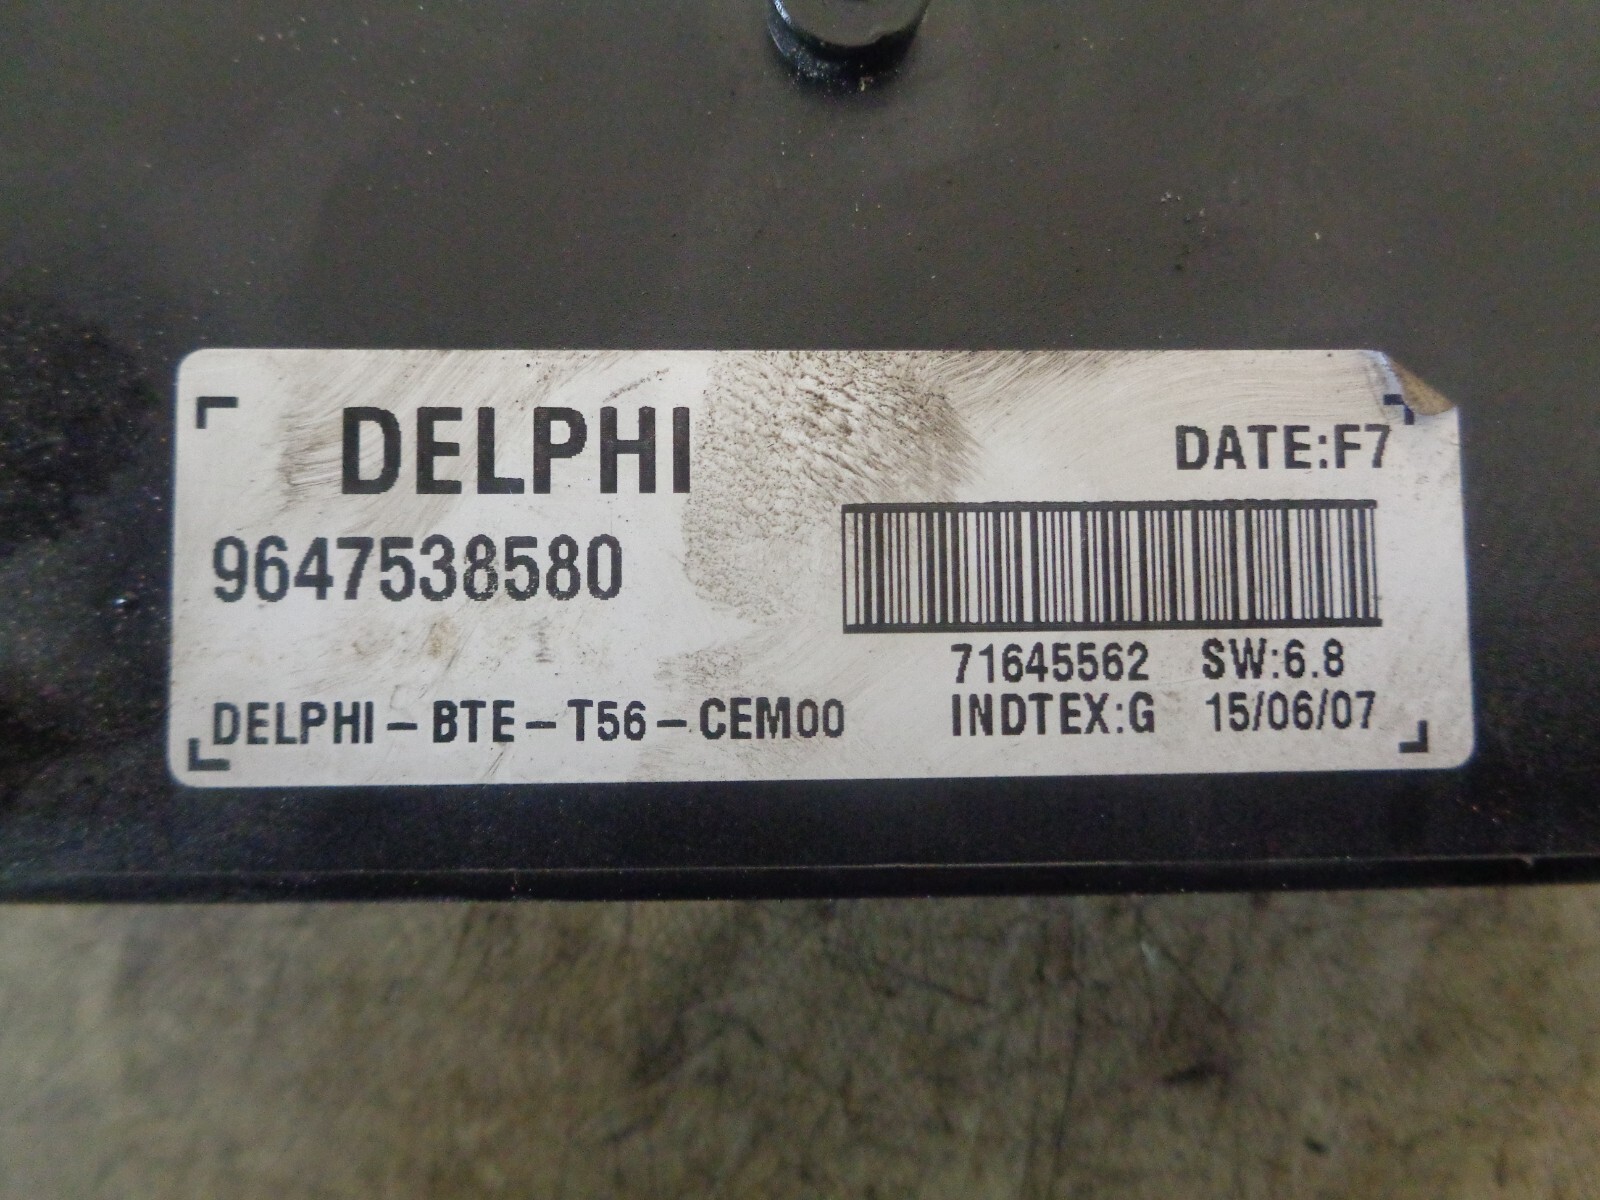 DELPHI
DATE:F7
9647538580
71645562 SW:6.8
DELPHI-BTE-T56-CEM00
INDTEX:G 15/06/07